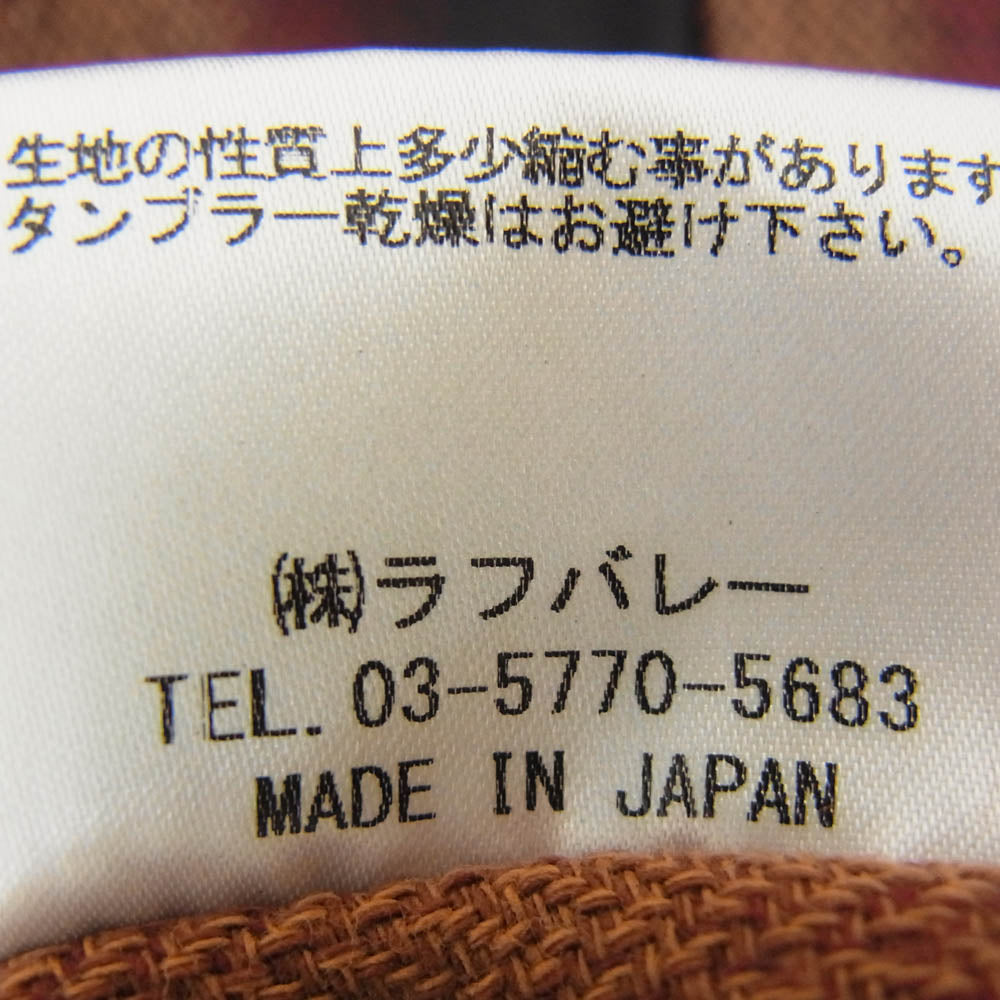 生地の性質上多少縮む事があります
タンブラー乾燥はお避け下さい。
㈱ラフバレー
TEL. 03-5770-5683
MADE IN JAPAN